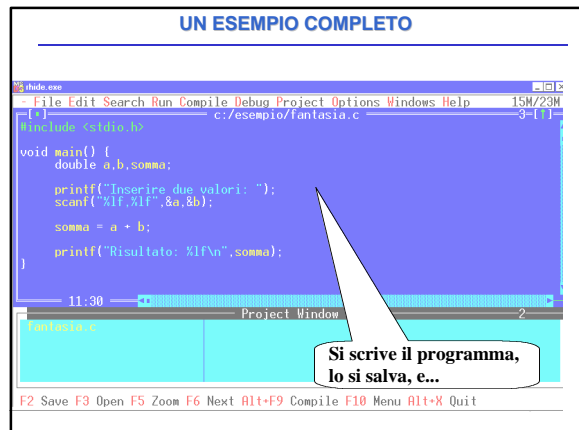 UN ESEMPIO COMPLETO
rhide.exe
- File Edit Search Run Compile Debug Project Options Windows Help 15M/23M
c:/esempio/fantasia.c 3
#include <stdio.h>
void main() {
double a,b,somma;
printf("Inserire due valori: ");
scanf("%lf,%lf",&a,&b);
somma = a + b;
printf("Risultato: %lf\n",somma);
}
11:30
Project Window 2
fantasia.c
Si scrive il programma,
lo si salva, e...
F2 Save F3 Open F5 Zoom F6 Next Alt+F9 Compile F10 Menu Alt+X Quit